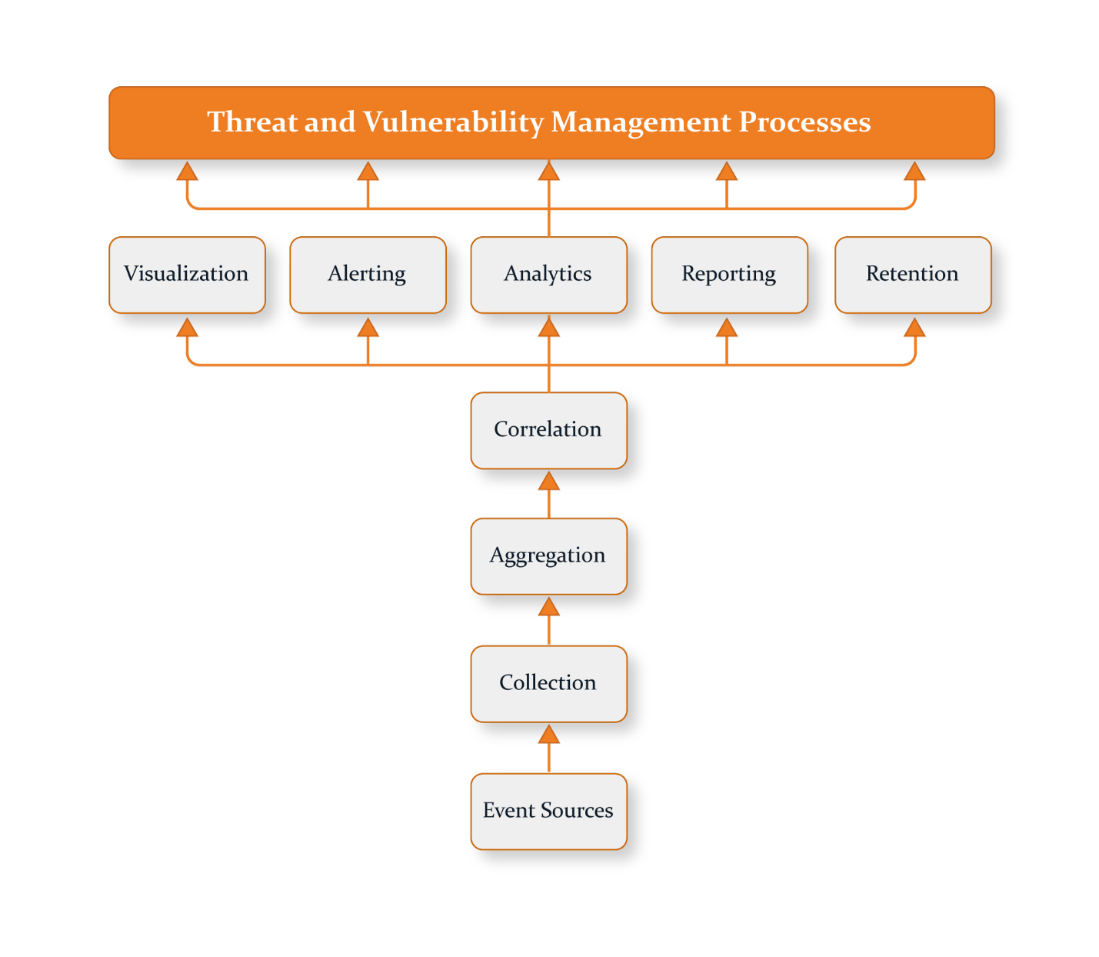 Threat and Vulnerability Management Processes
Visualization
Alerting
Analytics
Reporting
Retention
Correlation
Aggregation
Collection
Event Sources